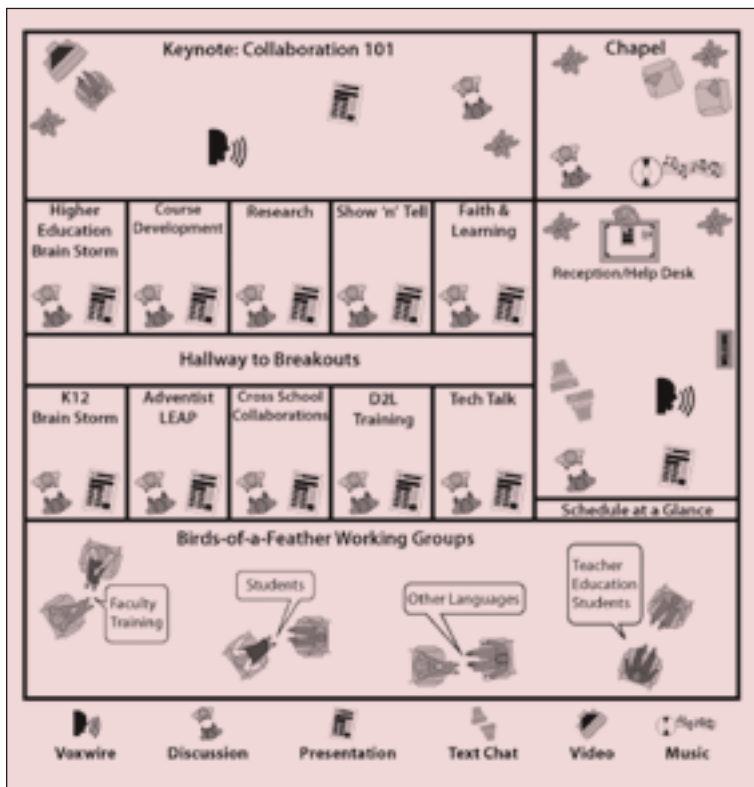 Keynote: Collaboration 101
Chapel
Higher
Education
Brain Storm
Course
Development
Research
Show 'n' Tell
Faith &
Learning
Reception/Help Desk
Hallway to Breakouts
K12
Brain Storm
Adventist
LEAP
Cross School
Collaborations
D2L
Training
Tech Talk
Schedule at a Glance
Birds-of-a-Feather Working Groups
Faculty
Training
Students
Other Languages
Teacher
Education
Students
Voxwire
Discussion
Presentation
Text Chat
Video
Music